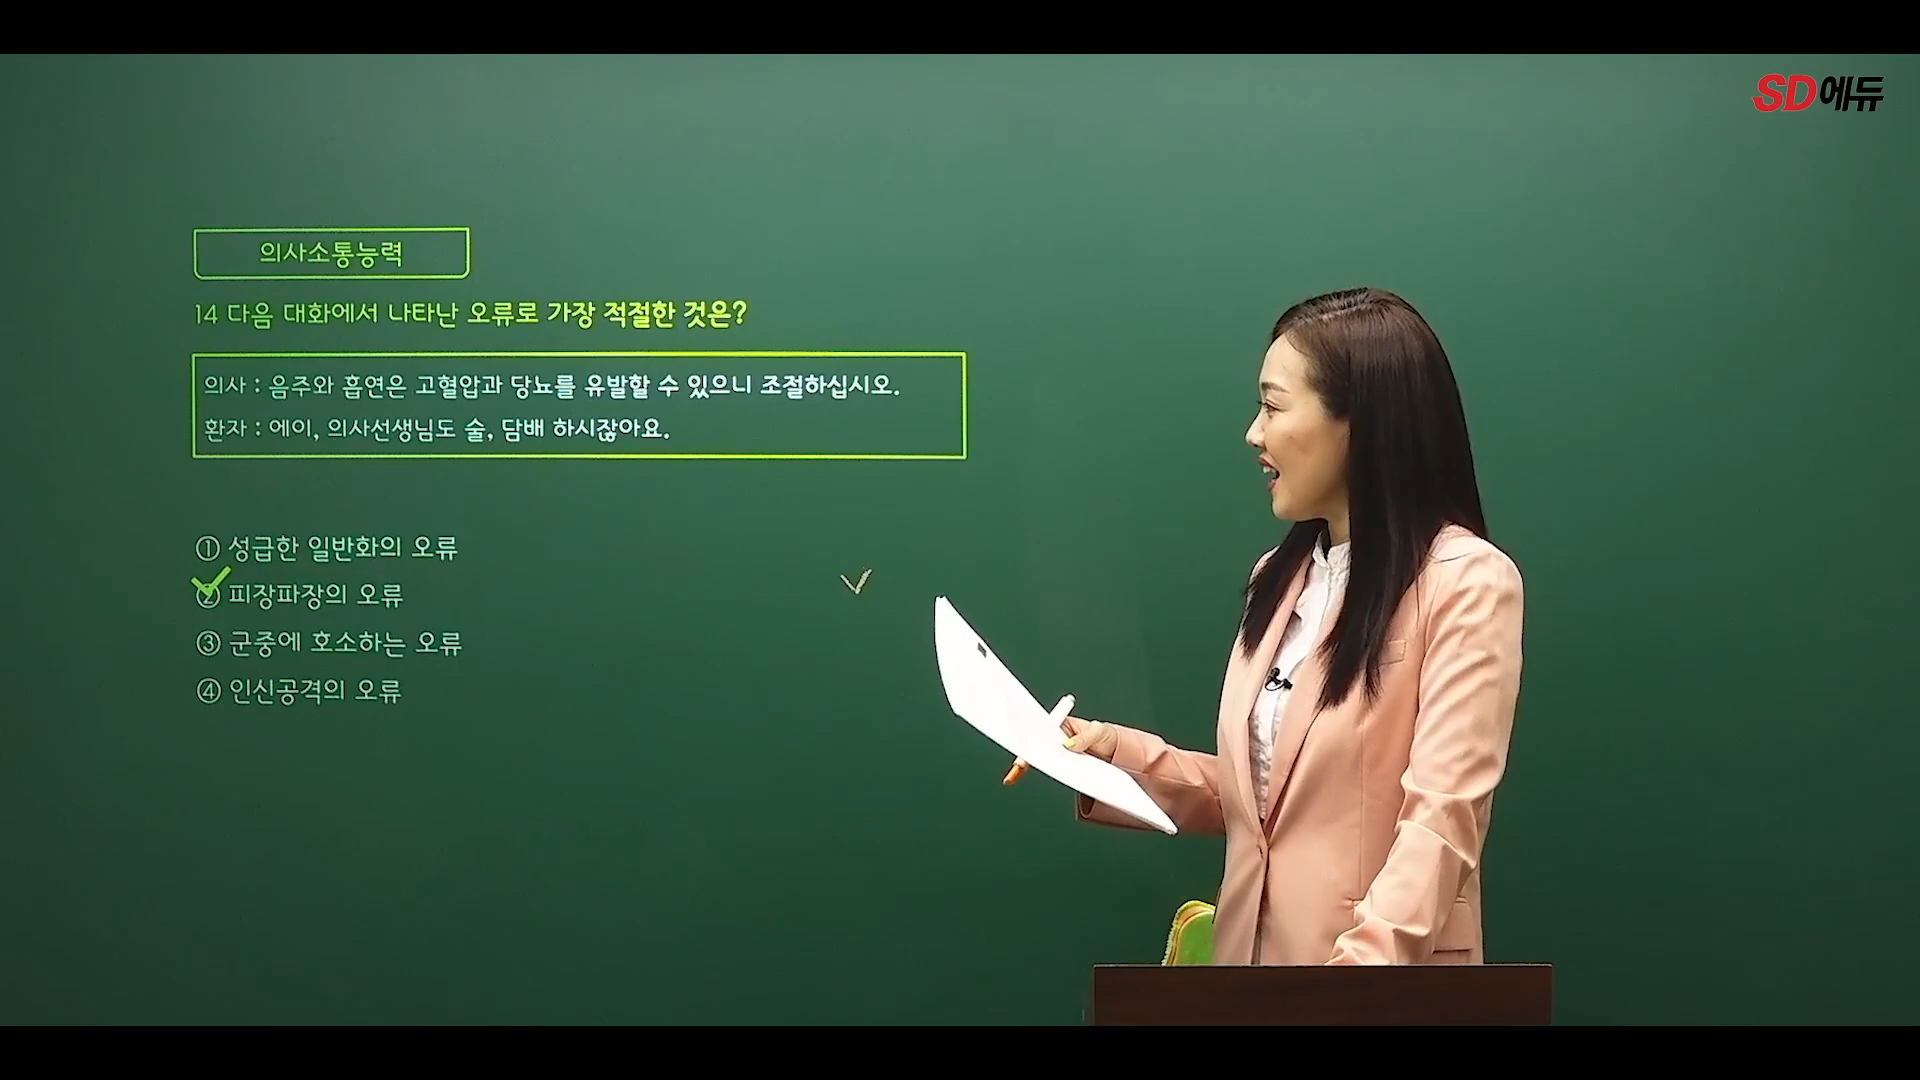 SD에듀
의사소통능력
14 다음 대화에서 나타난 오류로 가장 적절한 것은?
의사 : 음주와 흡연은 고혈압과 당뇨를 유발할 수 있으니 조절하십시오.
환자 : 에이, 의사선생님도 술, 담배 하시잖아요.
① 성급한 일반화의 오류
② 피장파장의 오류
③ 군중에 호소하는 오류
④ 인신공격의 오류